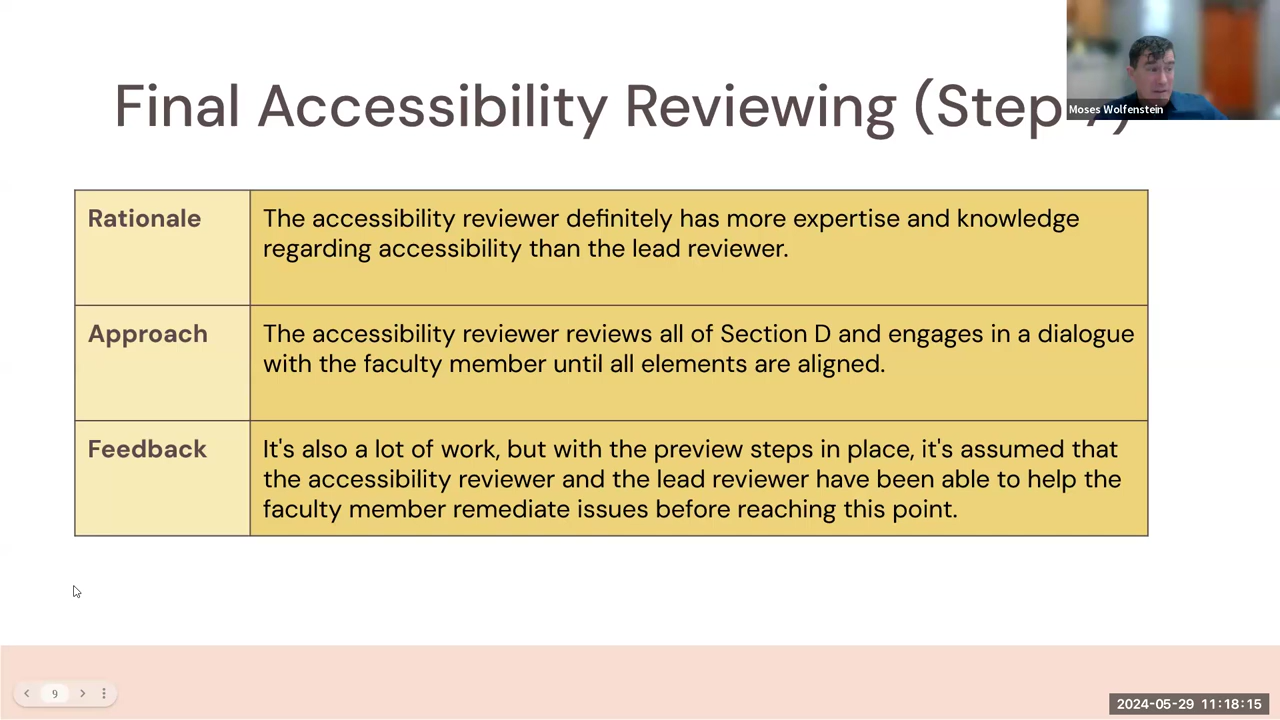 Final Accessibility Reviewing (Step
Moses Wolfenstein
Rationale
The accessibility reviewer definitely has more expertise and knowledge
regarding accessibility than the lead reviewer.
Approach
The accessibility reviewer reviews all of Section D and engages in a dialogue
with the faculty member until all elements are aligned.
Feedback
It's also a lot of work, but with the preview steps in place, it's assumed that
the accessibility reviewer and the lead reviewer have been able to help the
faculty member remediate issues before reaching this point.
9
2024-05-29 11:18:15